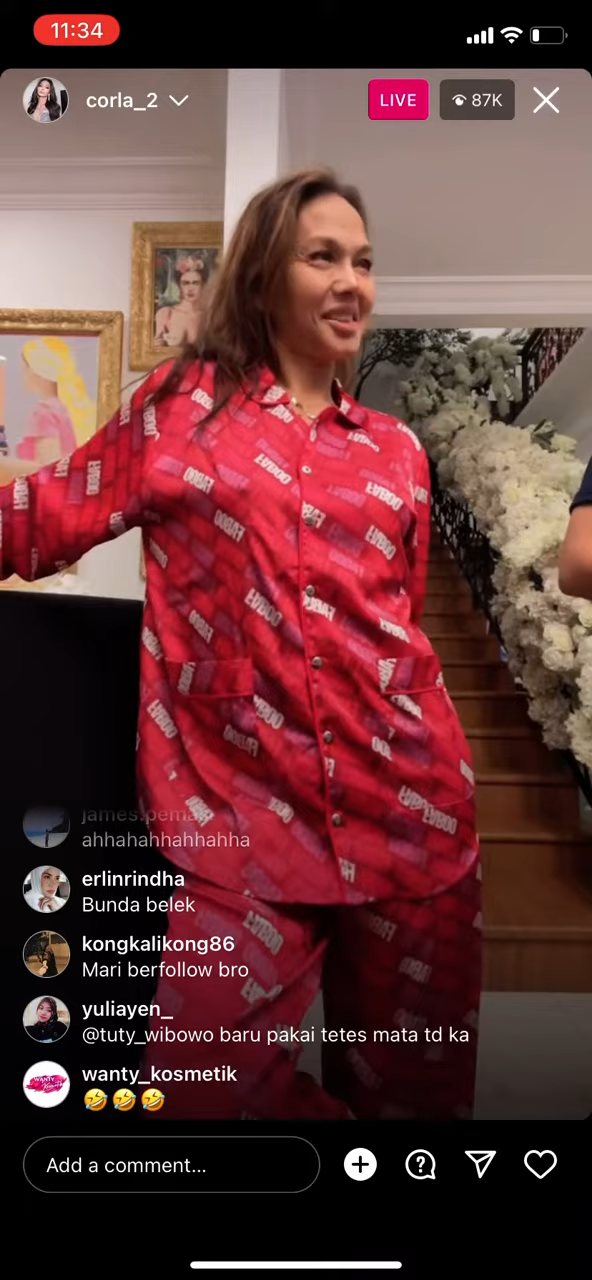 11:34
corla_2
LIVE
87K
ahhahahhahhahha
erlinrindha
Bunda belek
kongkalikong86
Mari berfollow bro
yuliayen_
@tuty_wibowo baru pakai tetes mata td ka
wanty_kosmetik
🤣🤣🤣
Add a comment...